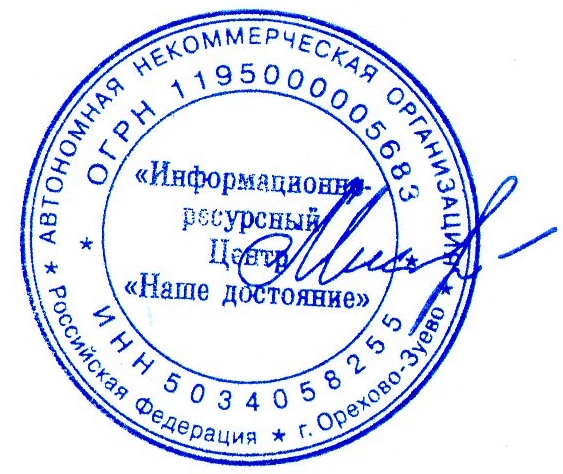 ★ АВТОНОМНАЯ НЕКОММЕРЧЕСКАЯ ОРГАНИЗАЦИЯ ★
Российская Федерация ★ г. Орехово-Зуево
ОГРН 1195000005683
«Информационно-
ресурсный
Центр
«Наше достояние»
ИНН 5034058255